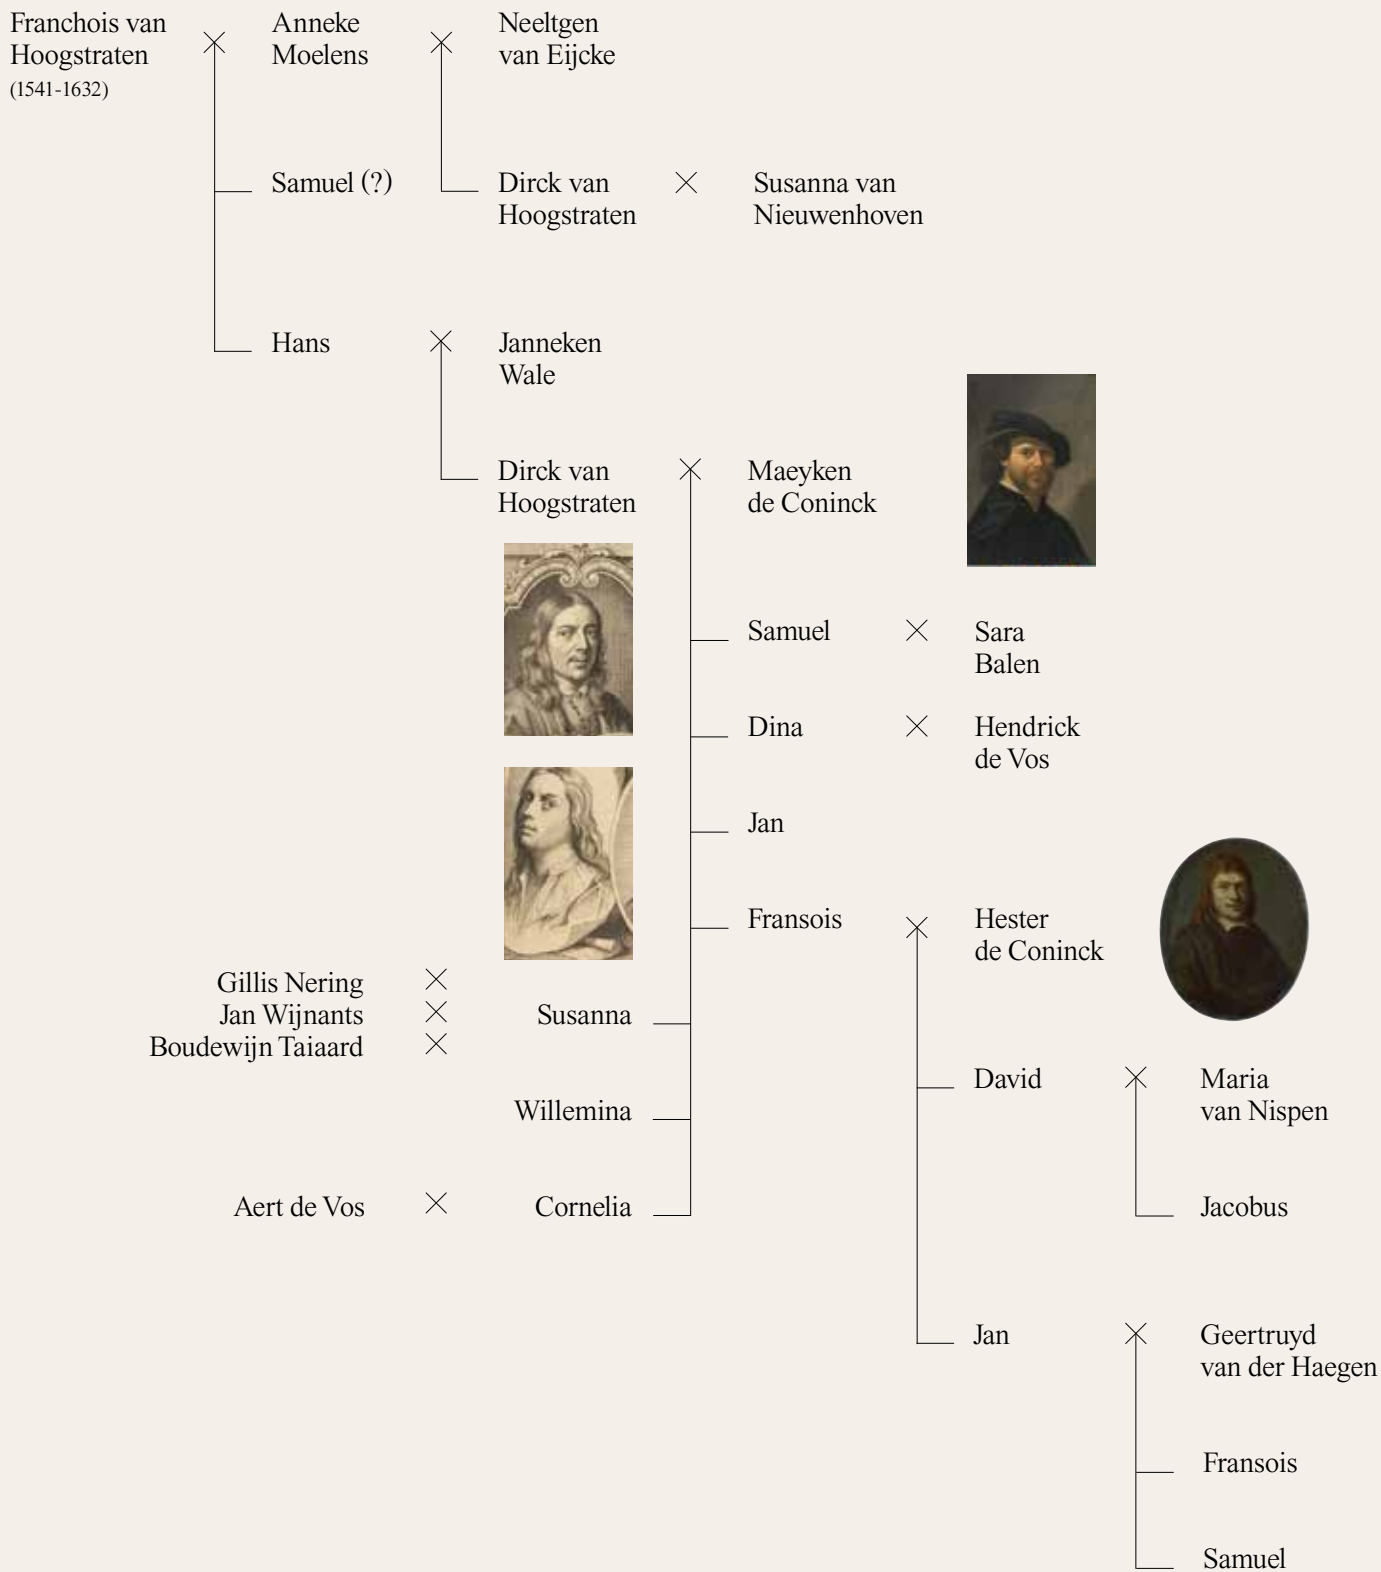 Franchois van
Hoogstraten
(1541-1632)
Anneke
Moelens
Neeltgen
van Eijcke
Samuel (?)
Dirck van
Hoogstraten
Susanna van
Nieuwenhoven
Hans
Janneken
Wale
Dirck van
Hoogstraten
Maeyken
de Coninck
Samuel
Sara
Balen
Dina
Hendrick
de Vos
Jan
Fransois
Hester
de Coninck
Gillis Nering
Jan Wijnants
Boudewijn Taiaard
Susanna
David
Maria
van Nispen
Willemina
Aert de Vos
Cornelia
Jacobus
Jan
Geertruyd
van der Haegen
Fransois
Samuel